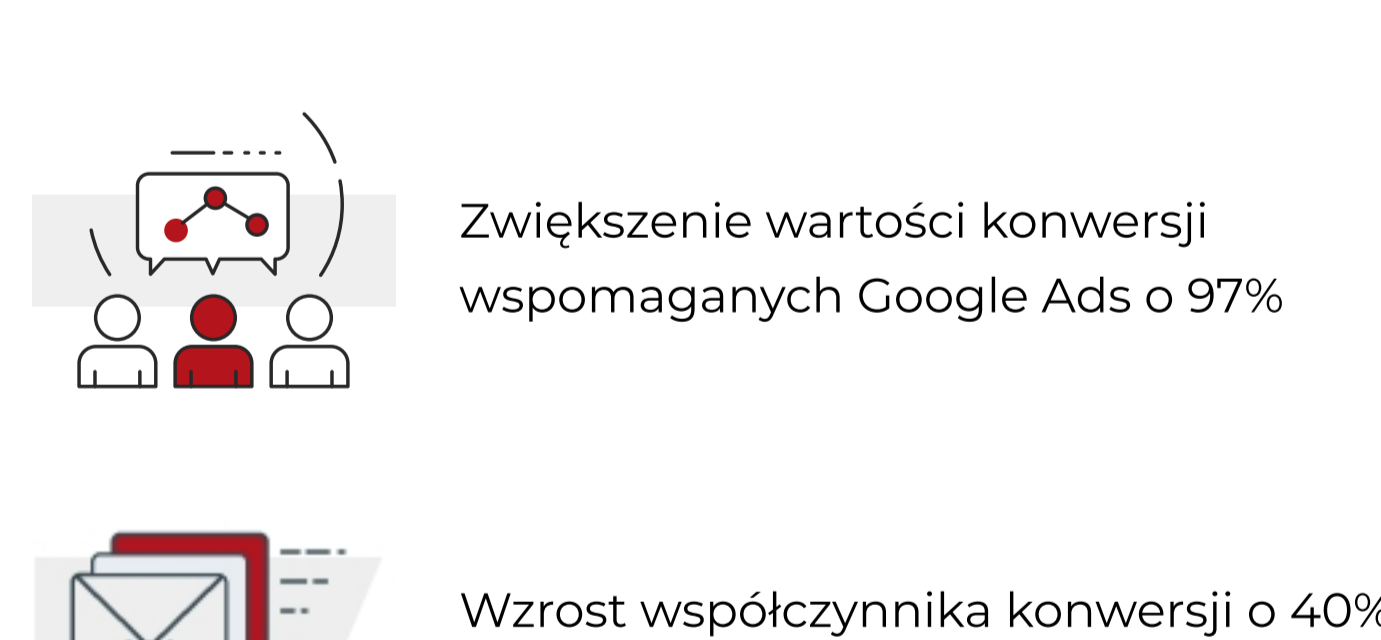 Zwiększenie wartości konwersji
wspomaganych Google Ads o 97%
Wzrost współczynnika konwersji o 40%